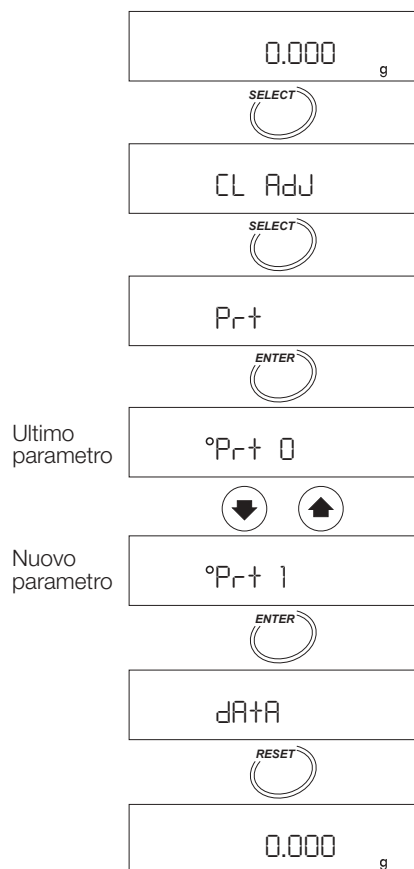 0.000 g
SELECT
CL AdJ
SELECT
Prt
ENTER
Ultimo
parametro
°Prt 0
Nuovo
parametro
°Prt 1
ENTER
dAtA
RESET
0.000 g